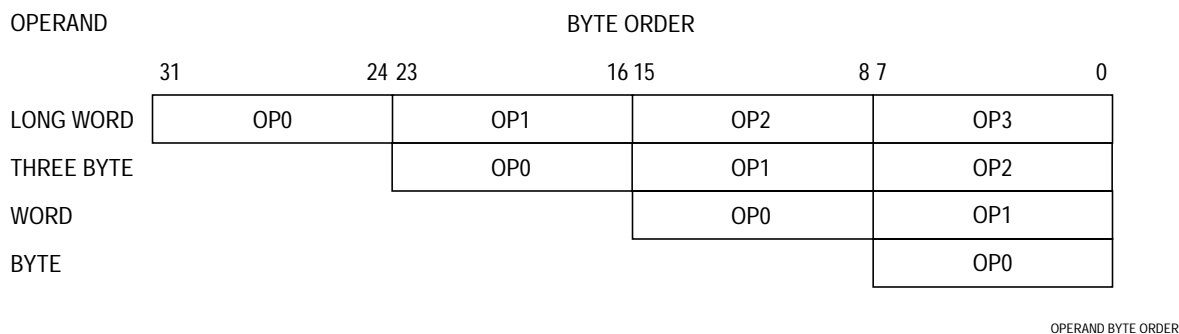 OPERAND BYTE ORDER
31 24 23 16 15 8 7 0
LONG WORD OP0 OP1 OP2 OP3
THREE BYTE OP0 OP1 OP2
WORD OP0 OP1
BYTE OP0
OPERAND BYTE ORDER